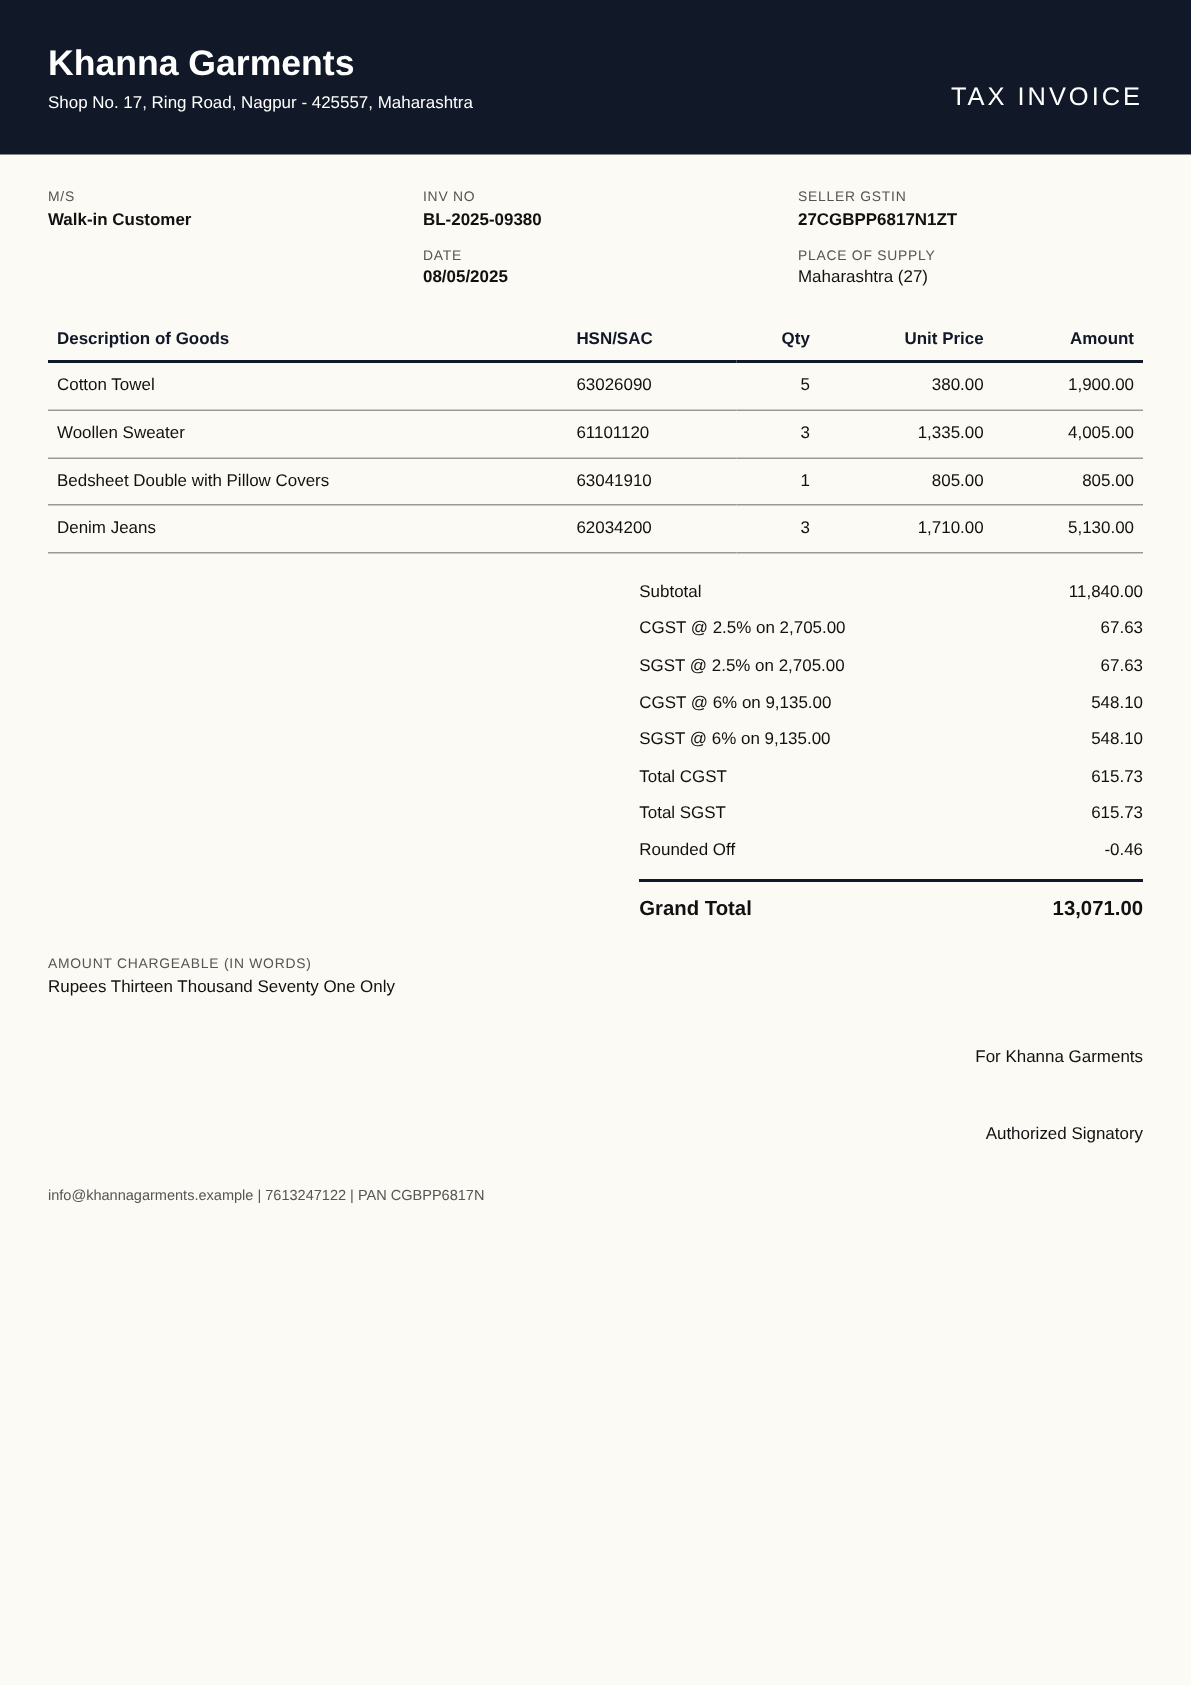 Khanna Garments
Shop No. 17, Ring Road, Nagpur - 425557, Maharashtra
TAX INVOICE
M/S
Walk-in Customer
INV NO
BL-2025-09380
DATE
08/05/2025
SELLER GSTIN
27CGBPP6817N1ZT
PLACE OF SUPPLY
Maharashtra (27)
Description of Goods HSN/SAC Qty Unit Price Amount
Cotton Towel 63026090 5 380.00 1,900.00
Woollen Sweater 61101120 3 1,335.00 4,005.00
Bedsheet Double with Pillow Covers 63041910 1 805.00 805.00
Denim Jeans 62034200 3 1,710.00 5,130.00
Subtotal 11,840.00
CGST @ 2.5% on 2,705.00 67.63
SGST @ 2.5% on 2,705.00 67.63
CGST @ 6% on 9,135.00 548.10
SGST @ 6% on 9,135.00 548.10
Total CGST 615.73
Total SGST 615.73
Rounded Off -0.46
Grand Total 13,071.00
AMOUNT CHARGEABLE (IN WORDS)
Rupees Thirteen Thousand Seventy One Only
For Khanna Garments
Authorized Signatory
info@khannagarments.example | 7613247122 | PAN CGBPP6817N